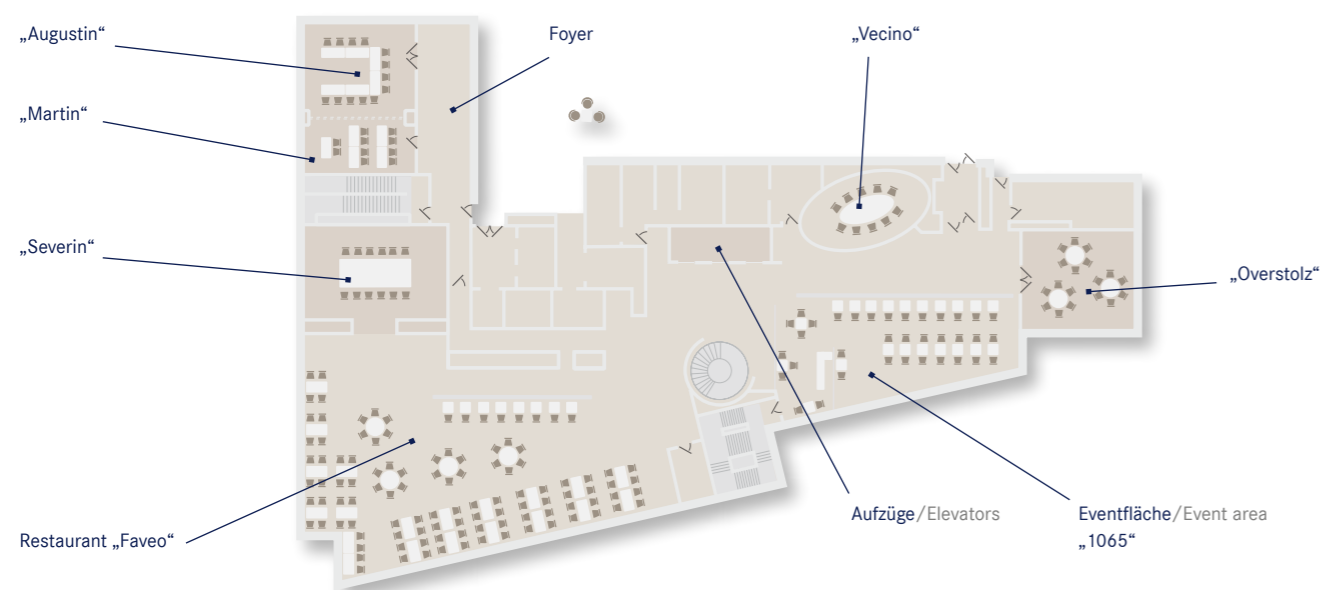 „Augustin“
Foyer
„Vecino“
„Martin“
„Severin“
„Overstolz“
Aufzüge/Elevators
Eventfläche/Event area
„1065“
Restaurant „Faveo“